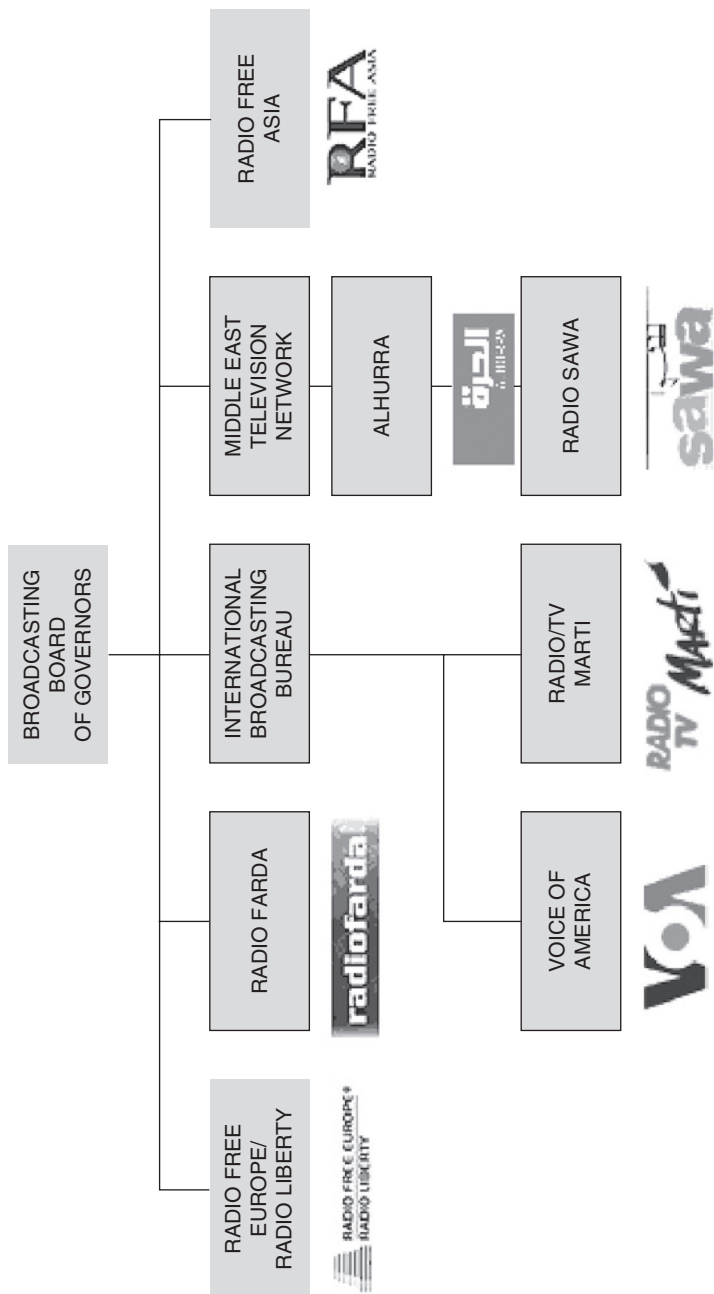 BROADCASTING
BOARD
OF GOVERNORS
RADIO FREE
EUROPE/
RADIO LIBERTY
RADIO FREE EUROPE
RADIO LIBERTY
RADIO FARDA
radiofarda
INTERNATIONAL
BROADCASTING
BUREAU
VOICE OF
AMERICA
VOA
RADIO/TV
MARTI
RADIO
TV MARTÍ
MIDDLE EAST
TELEVISION
NETWORK
ALHURRA
الحرة
RADIO SAWA
sawa
RADIO FREE
ASIA
RFA
RADIO FREE ASIA